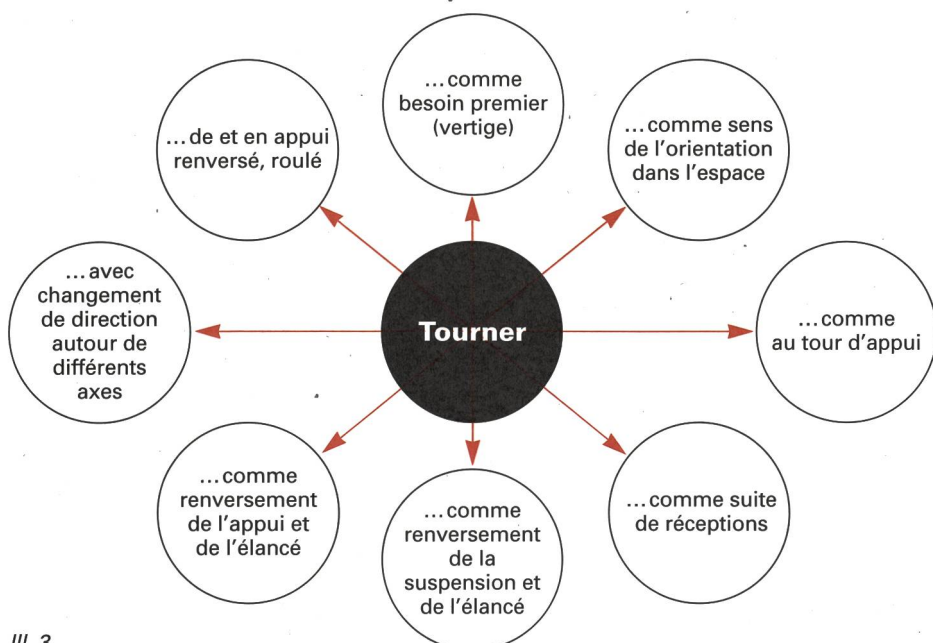 ...comme
besoin premier
(vertige)
...de et en appui
renversé, roulé
...comme sens
de l'orientation
dans l'espace
...avec
changement
de direction
autour de
différents
axes
Tourner
...comme
au tour d'appui
...comme
renversement
de l'appui et
de l'élancé
...comme
renversement
de la
suspension et
de l'élancé
...comme suite
de réceptions
Ill. 3